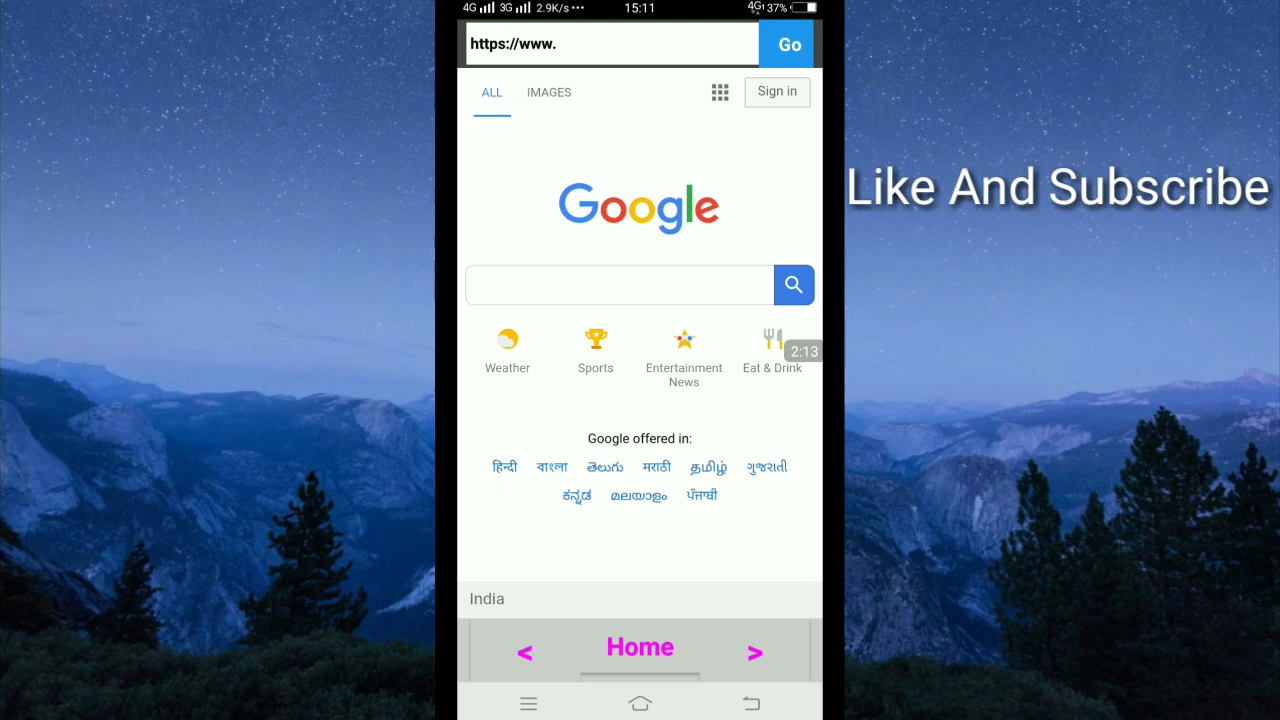 4G 3G 2.9K/s ••• 15:11 4G 37%
https://www. Go
ALL IMAGES Sign in
Like And Subscribe
Google
Weather Sports Entertainment News Eat & Drink
2:13
Google offered in:
हिन्दी বাংলা తెలుగు मराठी தமிழ் ગુજરાતી
ಕನ್ನಡ മലയാളം ਪੰਜਾਬੀ
India
< Home >